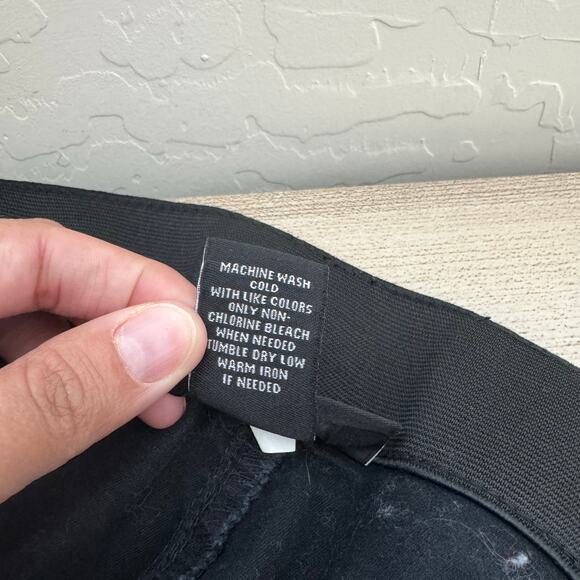 MACHINE WASH
COLD
WITH LIKE COLORS
ONLY NON-
CHLORINE BLEACH
WHEN NEEDED
TUMBLE DRY LOW
WARM IRON
IF NEEDED